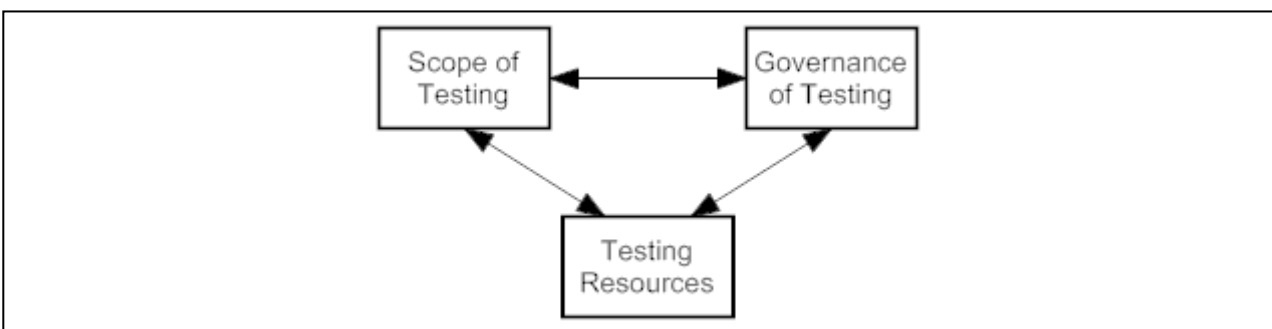 Scope of
Testing
Governance
of Testing
Testing
Resources